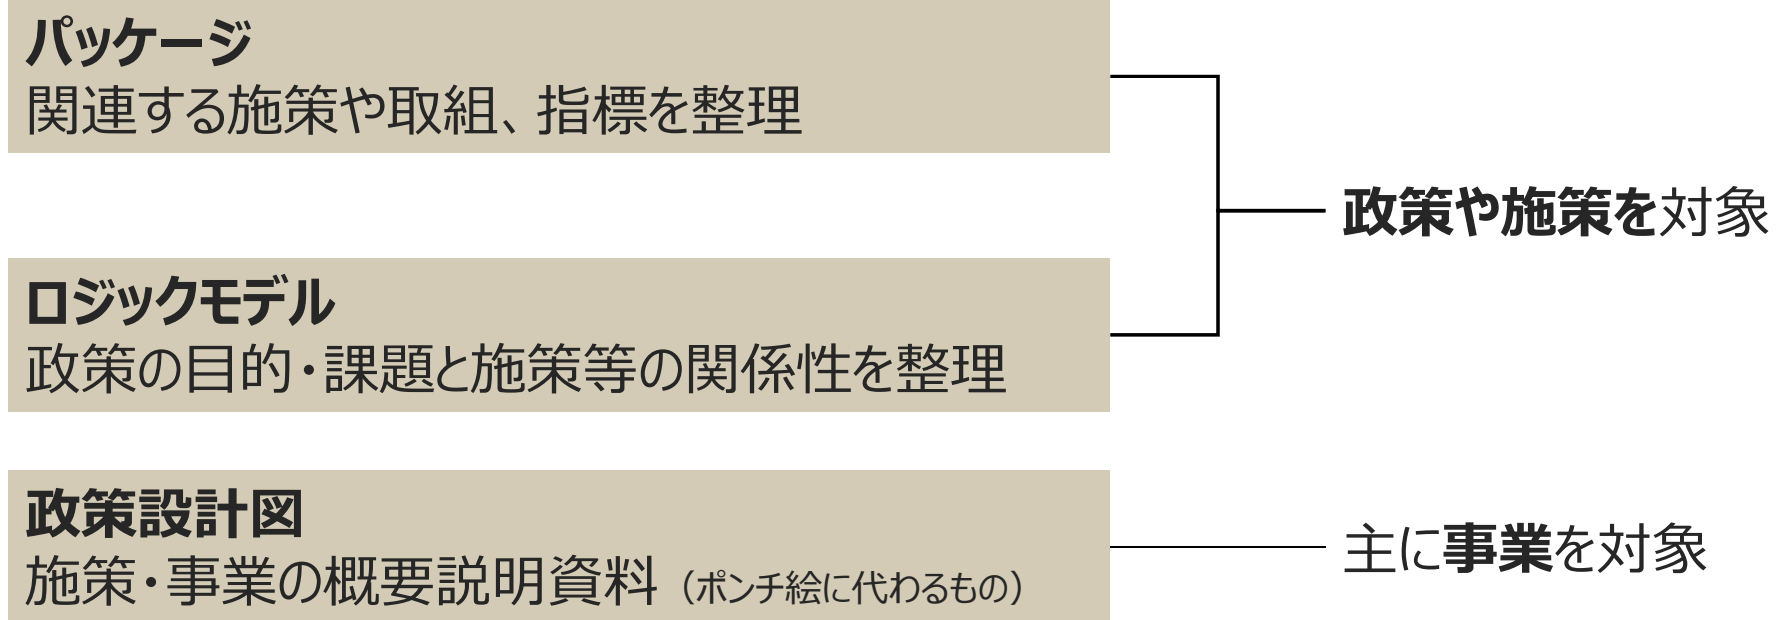 パッケージ
関連する施策や取組、指標を整理
政策や施策を対象
ロジックモデル
政策の目的・課題と施策等の関係性を整理
政策設計図
施策・事業の概要説明資料（ポンチ絵に代わるもの）
主に事業を対象